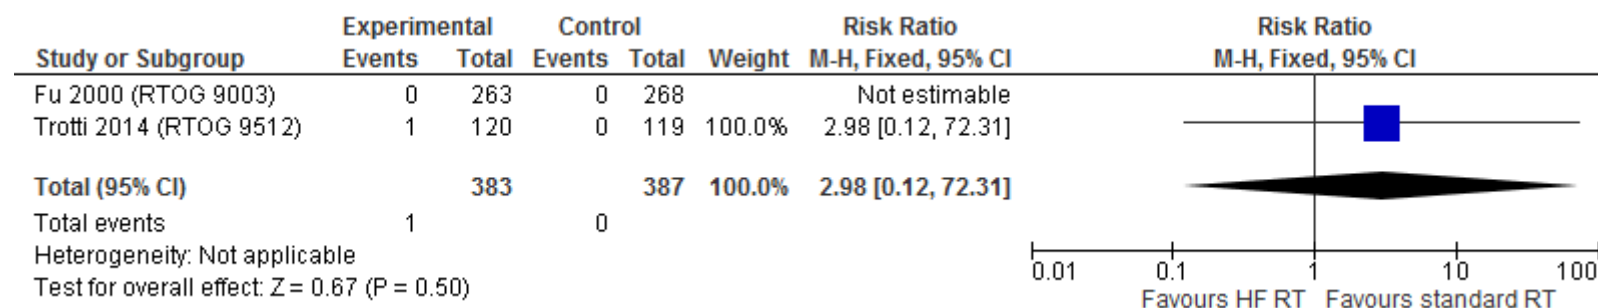 Experimental Control Risk Ratio Risk Ratio
Study or Subgroup Events Total Events Total Weight M-H, Fixed, 95% CI M-H, Fixed, 95% CI
Fu 2000 (RTOG 9003) 0 263 0 268 Not estimable
Trotti 2014 (RTOG 9512) 1 120 0 119 100.0% 2.98 [0.12, 72.31]
Total (95% CI) 383 387 100.0% 2.98 [0.12, 72.31]
Total events 1 0
Heterogeneity: Not applicable
Test for overall effect: Z = 0.67 (P = 0.50)
0.01 0.1 1 10 100
Favours HF RT Favours standard RT